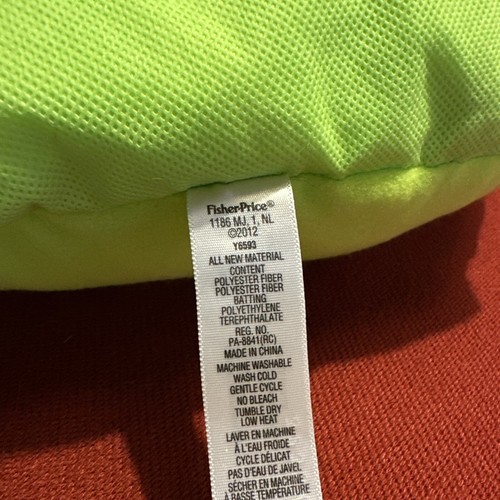 Fisher-Price®
1186 MJ, 1, NL
©2012
Y6593
ALL NEW MATERIAL
CONTENT
POLYESTER FIBER
POLYESTER FIBER
BATTING
POLYETHYLENE
TEREPHTHALATE
REG. NO.
PA-8841(RC)
MADE IN CHINA
MACHINE WASHABLE
WASH COLD
GENTLE CYCLE
NO BLEACH
TUMBLE DRY
LOW HEAT
LAVER EN MACHINE
À L'EAU FROIDE
CYCLE DÉLICAT
PAS D'EAU DE JAVEL
SÉCHER EN MACHINE
À BASSE TEMPÉRATURE